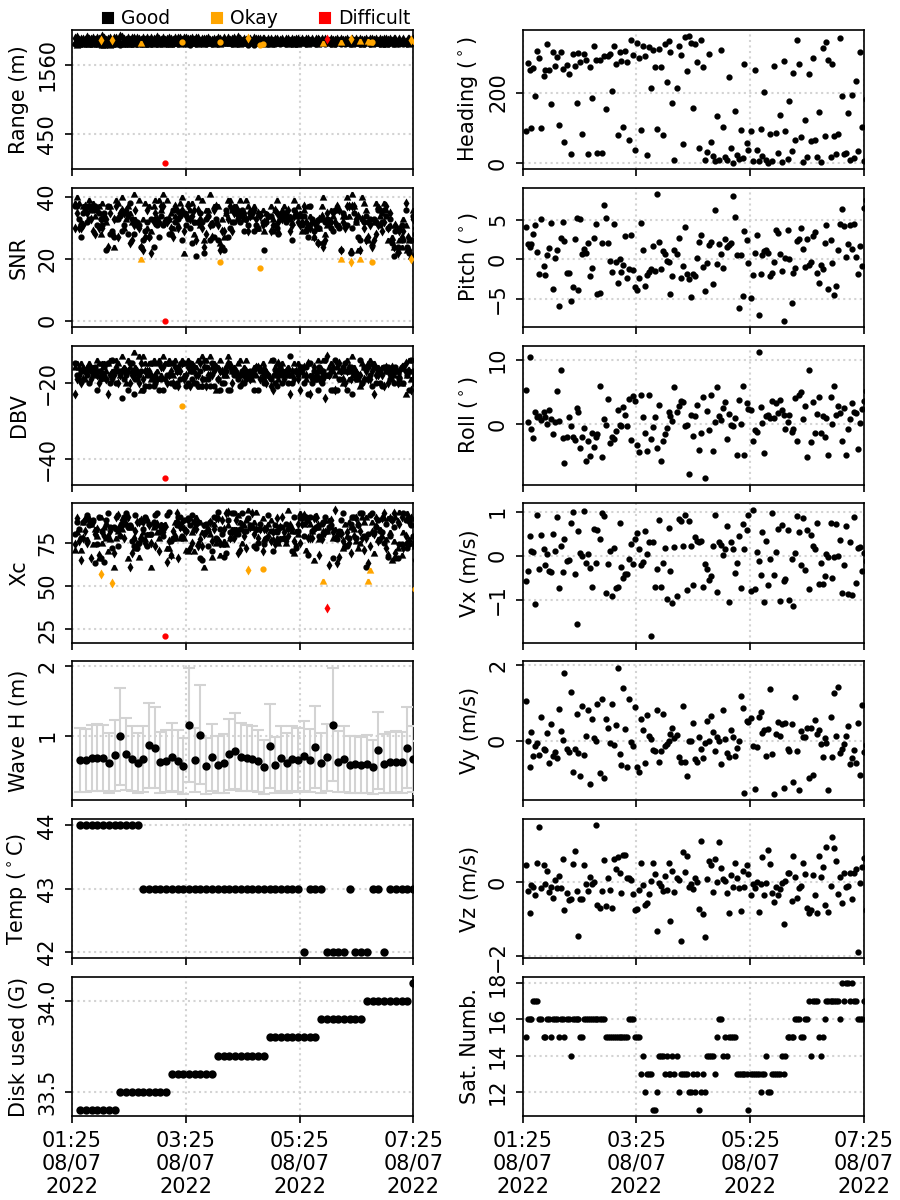 Good Okay Difficult
Range (m)
1560
450
Heading (°)
200
0
SNR
40
20
0
Pitch (°)
5
0
−5
DBV
−20
−40
Roll (°)
10
0
Xc
75
50
25
Vx (m/s)
1
0
−1
Wave H (m)
2
1
Vy (m/s)
2
0
Temp (°C)
44
43
42
Vz (m/s)
0
−2
Disk used (G)
34.0
33.5
Sat. Numb.
18
16
14
12
01:25 03:25 05:25 07:25 01:25 03:25 05:25 07:25
08/07 08/07 08/07 08/07 08/07 08/07 08/07 08/07
2022 2022 2022 2022 2022 2022 2022 2022